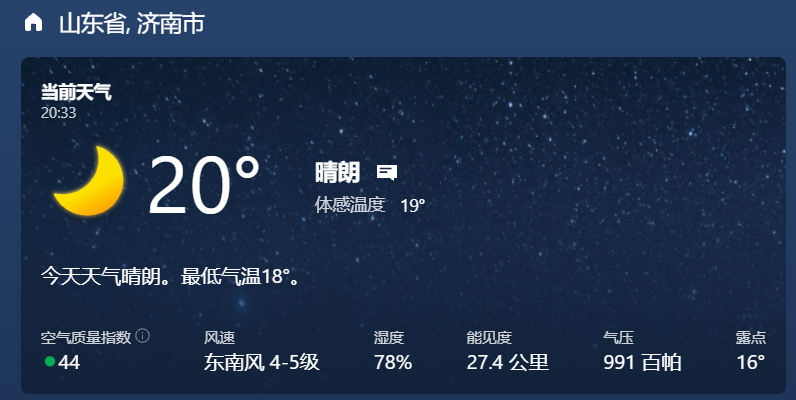 山东省, 济南市
当前天气
20:33
20°
晴朗
体感温度 19°
今天天气晴朗。最低气温18°。
空气质量指数 风速 湿度 能见度 气压 露点
44 东南风 4-5级 78% 27.4 公里 991 百帕 16°